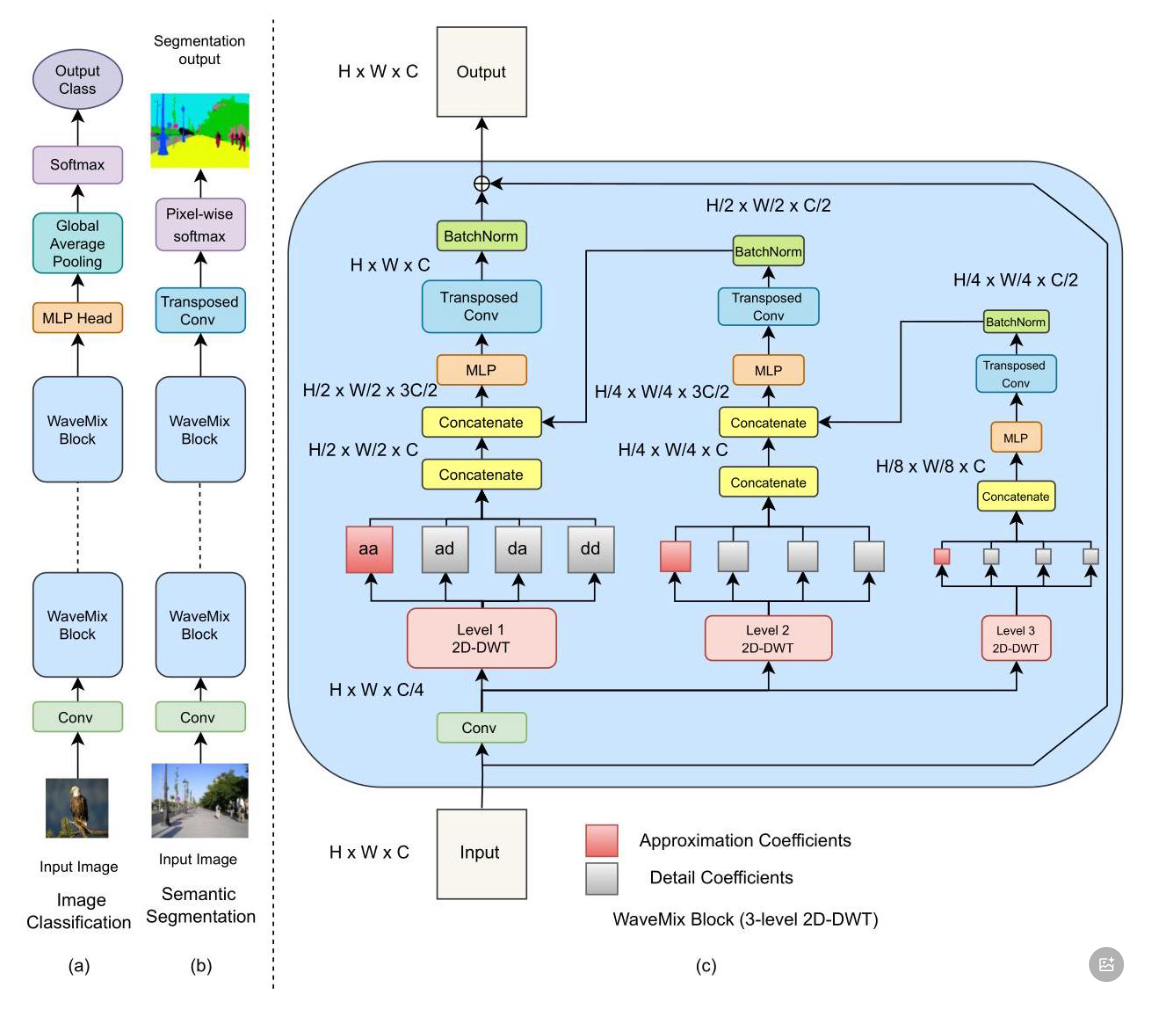 Output
Class
Softmax
Global
Average
Pooling
MLP Head
WaveMix
Block
WaveMix
Block
Conv
Input Image
Image
Classification
(a)
Segmentation
output
Pixel-wise
softmax
Transposed
Conv
WaveMix
Block
WaveMix
Block
Conv
Input Image
Semantic
Segmentation
(b)
H x W x C
Output
BatchNorm
H x W x C
Transposed
Conv
MLP
H/2 x W/2 x 3C/2
Concatenate
H/2 x W/2 x C
Concatenate
aa
ad
da
dd
Level 1
2D-DWT
H x W x C/4
Conv
H x W x C
Input
H/2 x W/2 x C/2
BatchNorm
Transposed
Conv
MLP
H/4 x W/4 x 3C/2
Concatenate
H/4 x W/4 x C
Concatenate
Level 2
2D-DWT
H/4 x W/4 x C/2
BatchNorm
Transposed
Conv
MLP
H/8 x W/8 x C
Concatenate
Level 3
2D-DWT
Approximation Coefficients
Detail Coefficients
WaveMix Block (3-level 2D-DWT)
(c)